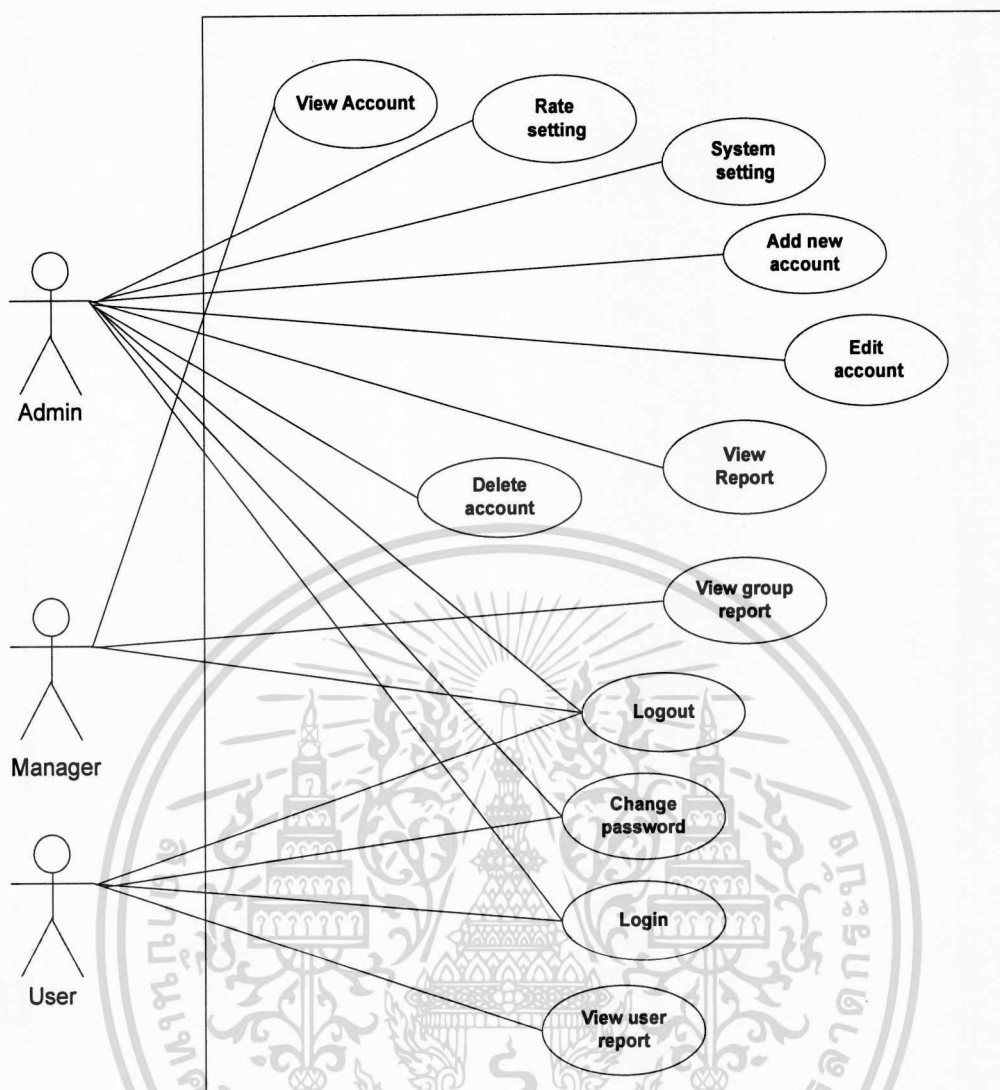 View Account
Rate
setting
System
setting
Add new
account
Edit
account
Admin
View
Report
Delete
account
View group
report
Logout
Manager
Change
password
Login
User
View user
report